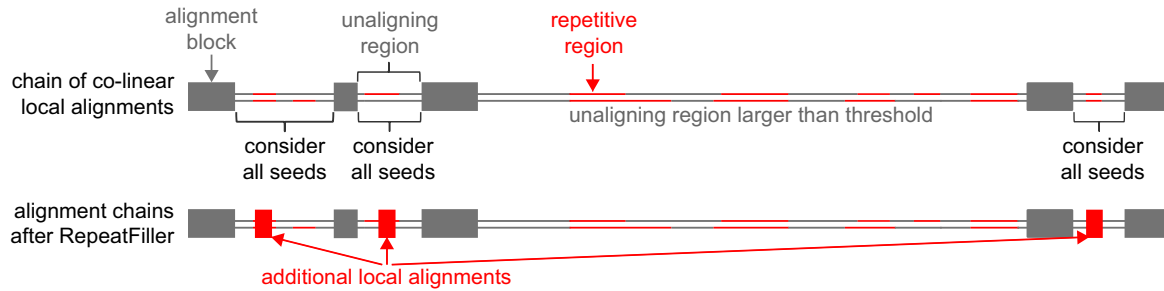 alignment
block
unaligning
region
repetitive
region
chain of co-linear
local alignments
unaligning region larger than threshold
consider
all seeds
consider
all seeds
consider
all seeds
alignment chains
after RepeatFiller
additional local alignments